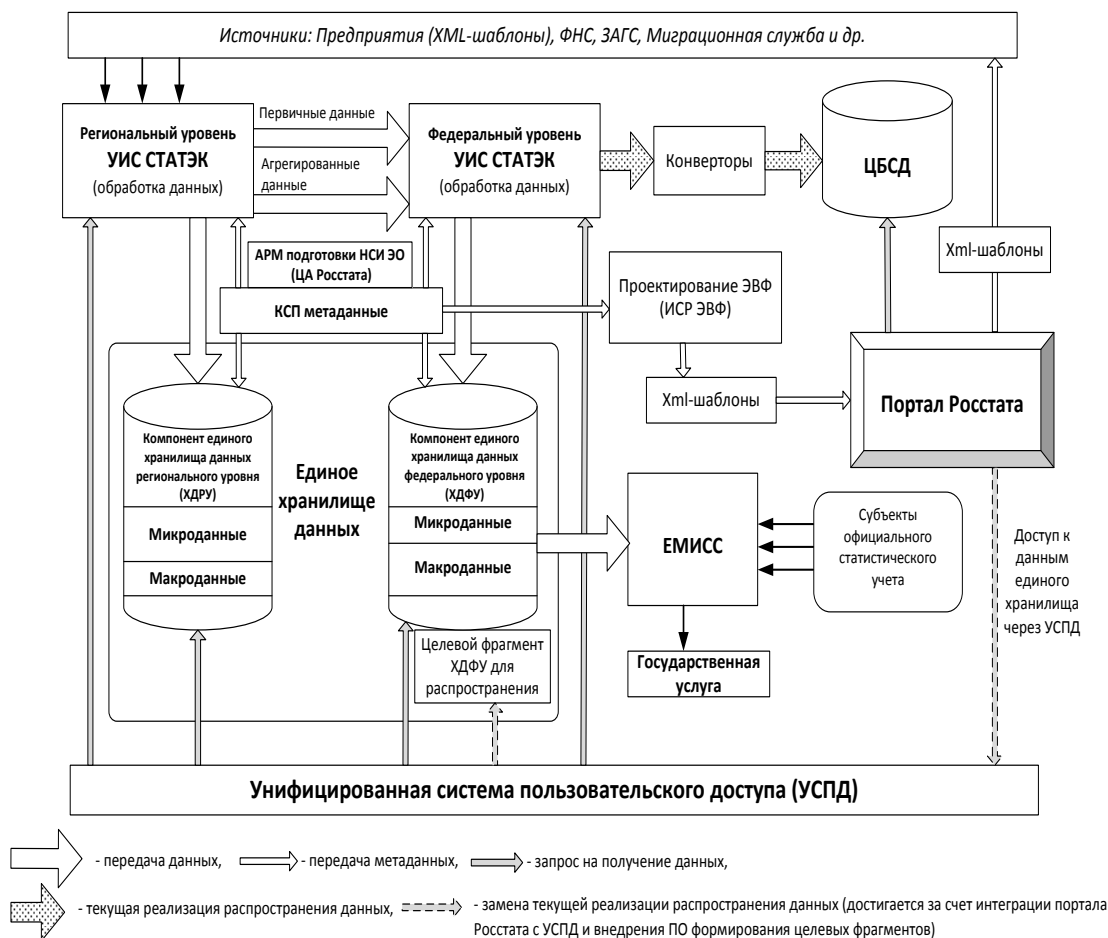 Источники: Предприятия (XML-шаблоны), ФНС, ЗАГС, Миграционная служба и др.
Региональный уровень
УИС СТАТЭК
(обработка данных)
Первичные данные
Агрегированные
данные
Федеральный уровень
УИС СТАТЭК
(обработка данных)
Конверторы
ЦБСД
Xml-шаблоны
АРМ подготовки НСИ ЭО
(ЦА Росстата)
КСП метаданные
Проектирование ЭВФ
(ИСР ЭВФ)
Xml-шаблоны
Портал Росстата
Компонент единого
хранилища данных
регионального уровня
(ХДРУ)
Микроданные
Макроданные
Единое
хранилище
данных
Компонент единого
хранилища данных
федерального уровня
(ХДФУ)
Микроданные
Макроданные
Целевой фрагмент
ХДФУ для
распространения
ЕМИСС
Государственная
услуга
Субъекты
официального
статистического
учета
Доступ к
данным
единого
хранилища
через УСПД
Унифицированная система пользовательского доступа (УСПД)
- передача данных,
- передача метаданных,
- запрос на получение данных,
- текущая реализация распространения данных,
- замена текущей реализации распространения данных (достигается за счет интеграции портала
Росстата с УСПД и внедрения ПО формирования целевых фрагментов)